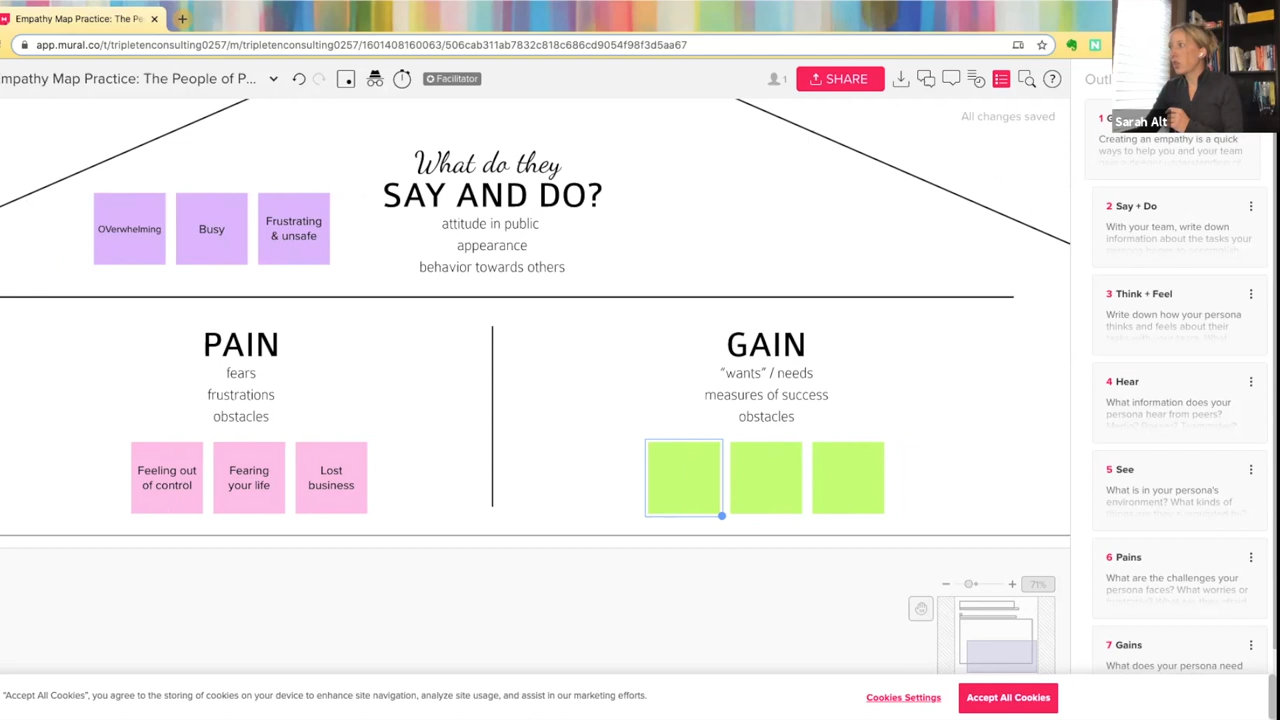 Empathy Map Practice: The Pe
app.mural.co/t/tripletenconsulting0257/m/tripletenconsulting0257/1601408160063/506cab311ab7832c818c686cd9054f98f3d5aa67
mpathy Map Practice: The People of P...
Facilitator
1
SHARE
Outli
All changes saved
Sarah Alt
What do they
SAY AND DO?
attitude in public
appearance
behavior towards others
OVerwhelming
Busy
Frustrating
& unsafe
PAIN
fears
frustrations
obstacles
Feeling out
of control
Fearing
your life
Lost
business
GAIN
“wants” / needs
measures of success
obstacles
1 G
Creating an empathy is a quick
ways to help you and your team
2 Say + Do
With your team, write down
information about the tasks your
3 Think + Feel
Write down how your persona
thinks and feels about their
4 Hear
What information does your
persona hear from peers?
5 See
What is in your persona's
environment? What kinds of
6 Pains
What are the challenges your
persona faces? What worries or
7 Gains
What does your persona need
71%
“Accept All Cookies”, you agree to the storing of cookies on your device to enhance site navigation, analyze site usage, and assist in our marketing efforts.
Cookies Settings
Accept All Cookies